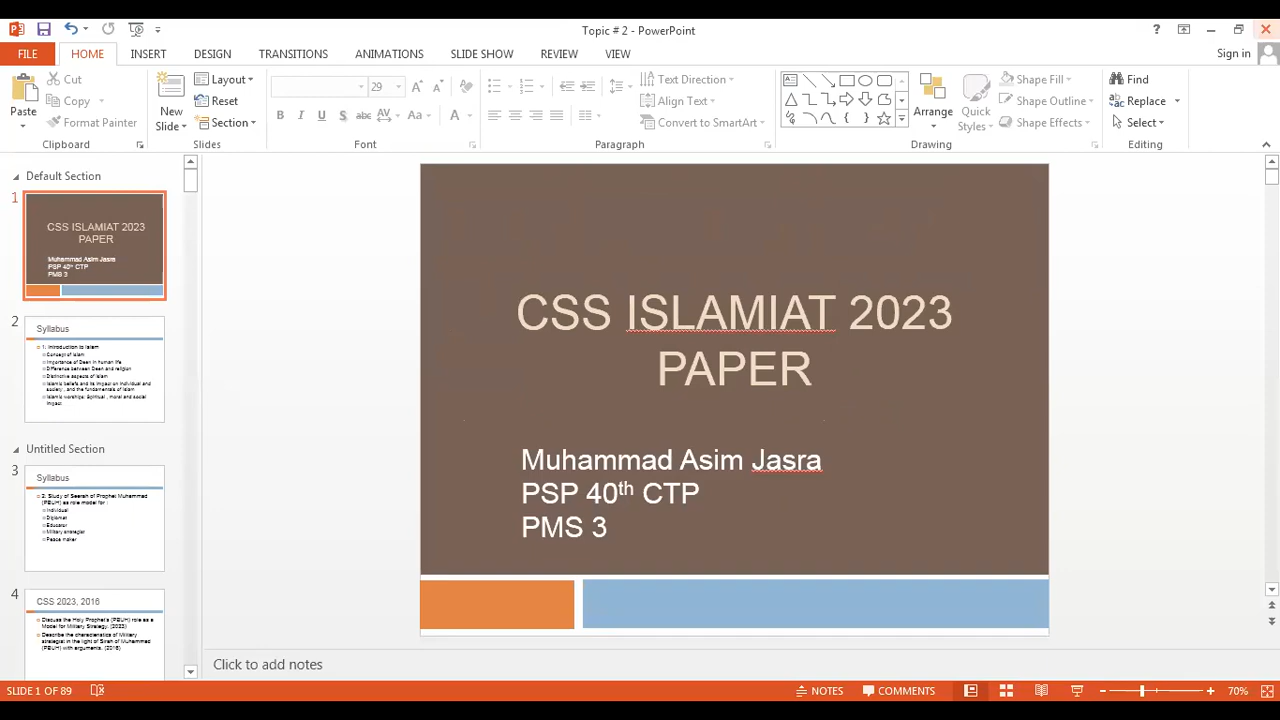 Topic # 2 - PowerPoint
?
FILE HOME INSERT DESIGN TRANSITIONS ANIMATIONS SLIDE SHOW REVIEW VIEW Sign in
Paste
Cut
Copy
Format Painter
Clipboard
New Slide
Layout
Reset
Section
Slides
29
B I U S abc AV Aa A
Font
Text Direction
Align Text
Convert to SmartArt
Paragraph
Arrange
Quick Styles
Shape Fill
Shape Outline
Shape Effects
Drawing
Find
Replace
Select
Editing
Default Section
1
CSS ISLAMIAT 2023
PAPER
Muhammad Asim Jasra
PSP 40th CTP
PMS 3
2
Syllabus
1: Introduction to Islam
Concept of Islam
Importance of Deen in human life
Difference between Deen and religion
Distinctive aspects of Islam
Islamic beliefs and its impact on individual and
society , and the fundamentals of Islam
Islamic worships: Spiritual , moral and social
impact
Untitled Section
3
Syllabus
2. Study of Seerah of Prophet Muhammad
(PBUH) as role model for :
Individual
Diplomat
Educator
Military strategist
Peace maker
4
CSS 2023, 2016
Discuss the Holy Prophet's (PBUH) role as a
Model for Military Strategy. (2023)
Describe the characteristics of Military
strategist in the light of Sirah of Muhammad
(PBUH) with arguments. (2016)
CSS ISLAMIAT 2023
PAPER
Muhammad Asim Jasra
PSP 40th CTP
PMS 3
Click to add notes
SLIDE 1 OF 89 NOTES COMMENTS 70%